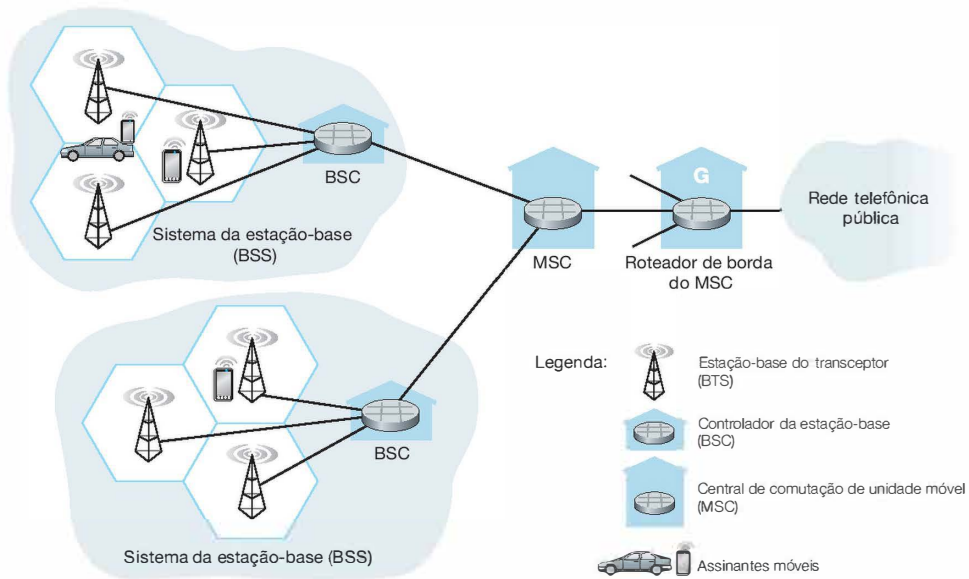 BSC
Sistema da estação-base
(BSS)
MSC
G
Roteador de borda
do MSC
Rede telefônica
pública
BSC
Sistema da estação-base (BSS)
Legenda:
Estação-base do transceptor
(BTS)
Controlador da estação-base
(BSC)
Central de comutação de unidade móvel
(MSC)
Assinantes móveis